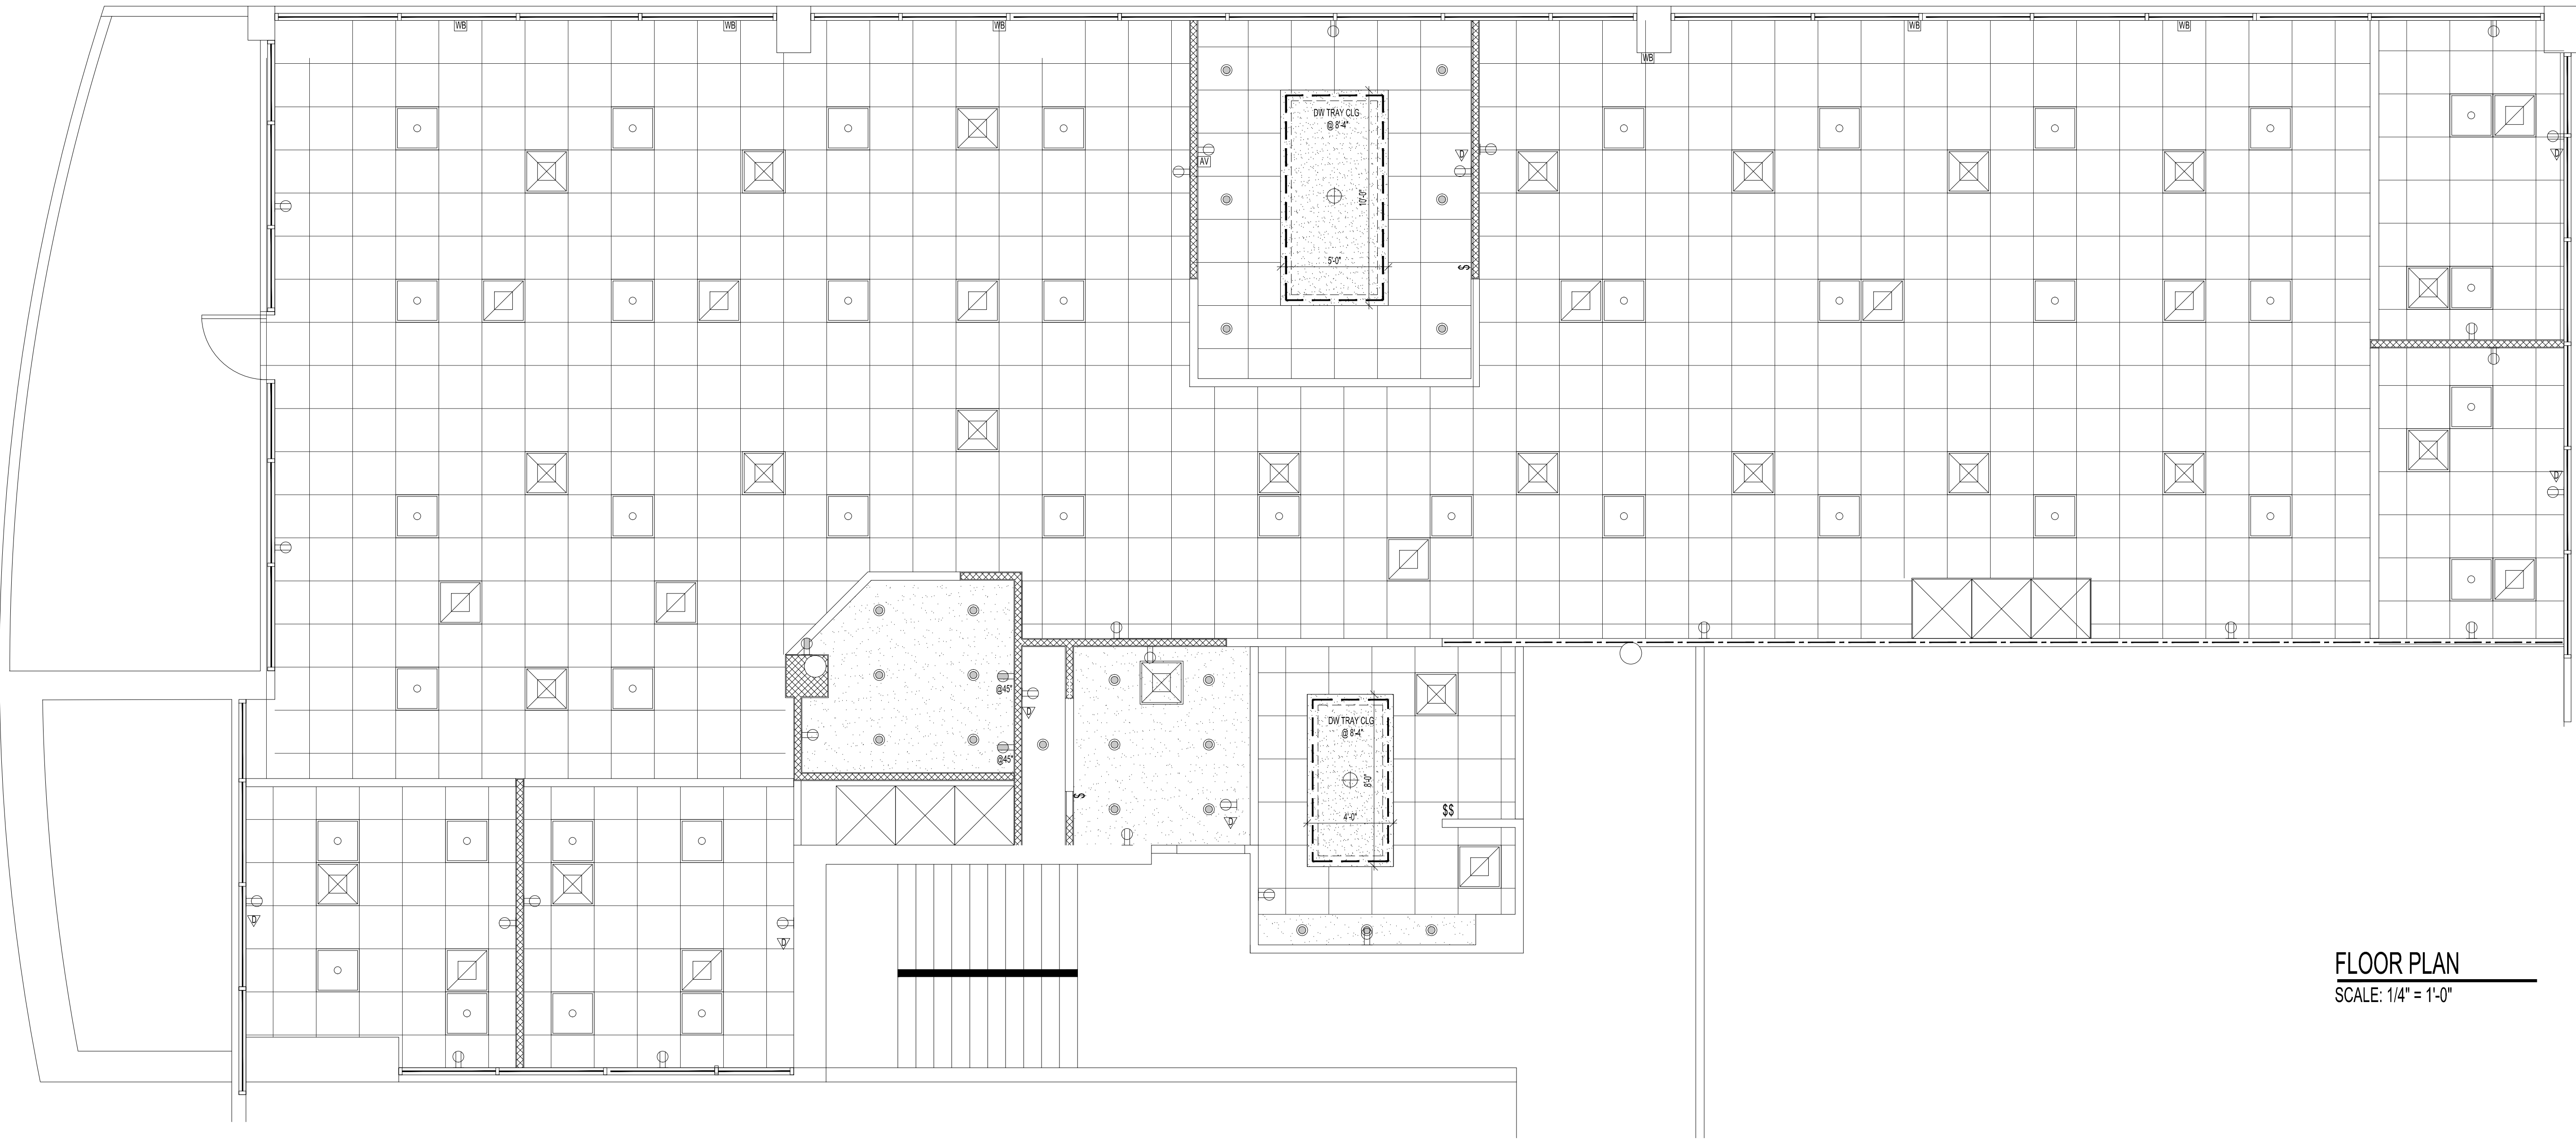 WB
WB
WB
WB
WB
WB
DW TRAY CLG
@ 8'-4"
D
D
AV
10'-0"
5'-0"
$
D
@45"
D
DW TRAY CLG
@ 8'-4"
@45"
8'-0"
$
$$
4'-0"
D
D
D
FLOOR PLAN
SCALE: 1/4" = 1'-0"